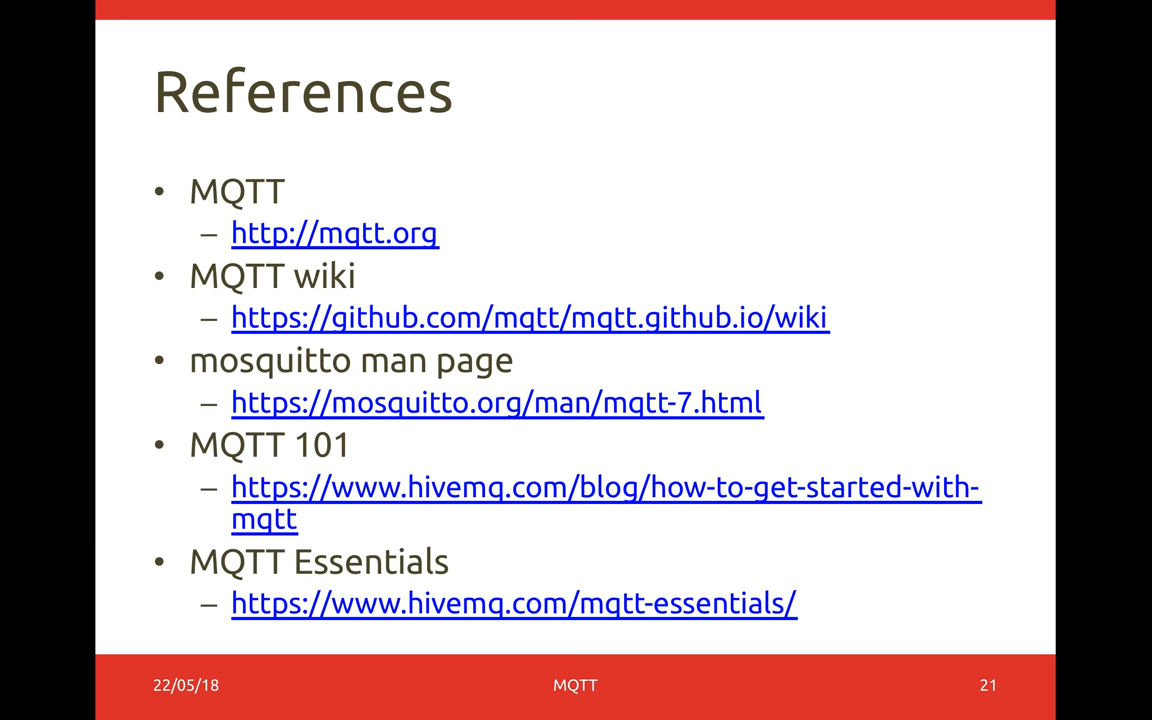 References
• MQTT
– http://mqtt.org
• MQTT wiki
– https://github.com/mqtt/mqtt.github.io/wiki
• mosquitto man page
– https://mosquitto.org/man/mqtt-7.html
• MQTT 101
– https://www.hivemq.com/blog/how-to-get-started-with-
mqtt
• MQTT Essentials
– https://www.hivemq.com/mqtt-essentials/
22/05/18
MQTT
21